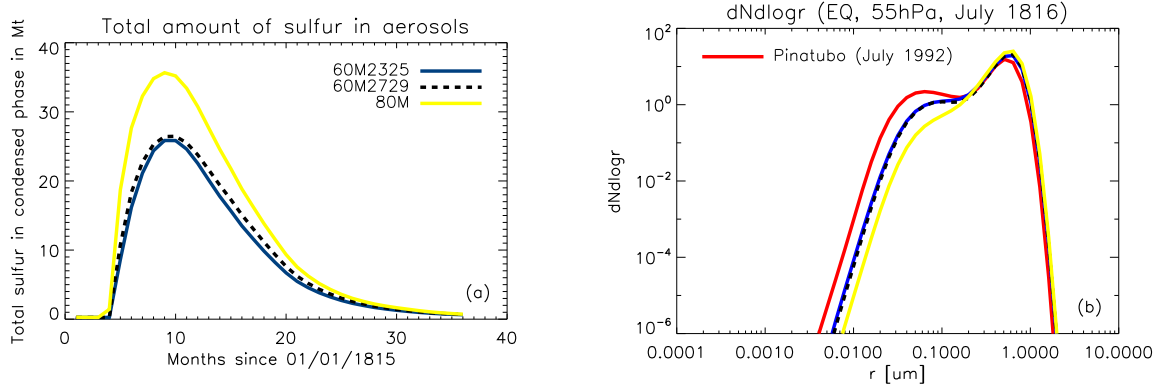 Total amount of sulfur in aerosols
Total sulfur in condensed phase in Mt
40
30
20
10
0
60M2325
60M2729
80M
(a)
0
10
20
30
40
Months since 01/01/1815
dNdlogr (EQ, 55hPa, July 1816)
dNdlogr
10²
10⁰
10⁻²
10⁻⁴
10⁻⁶
Pinatubo (July 1992)
(b)
0.0001
0.0010
0.0100
0.1000
1.0000
10.0000
r [um]